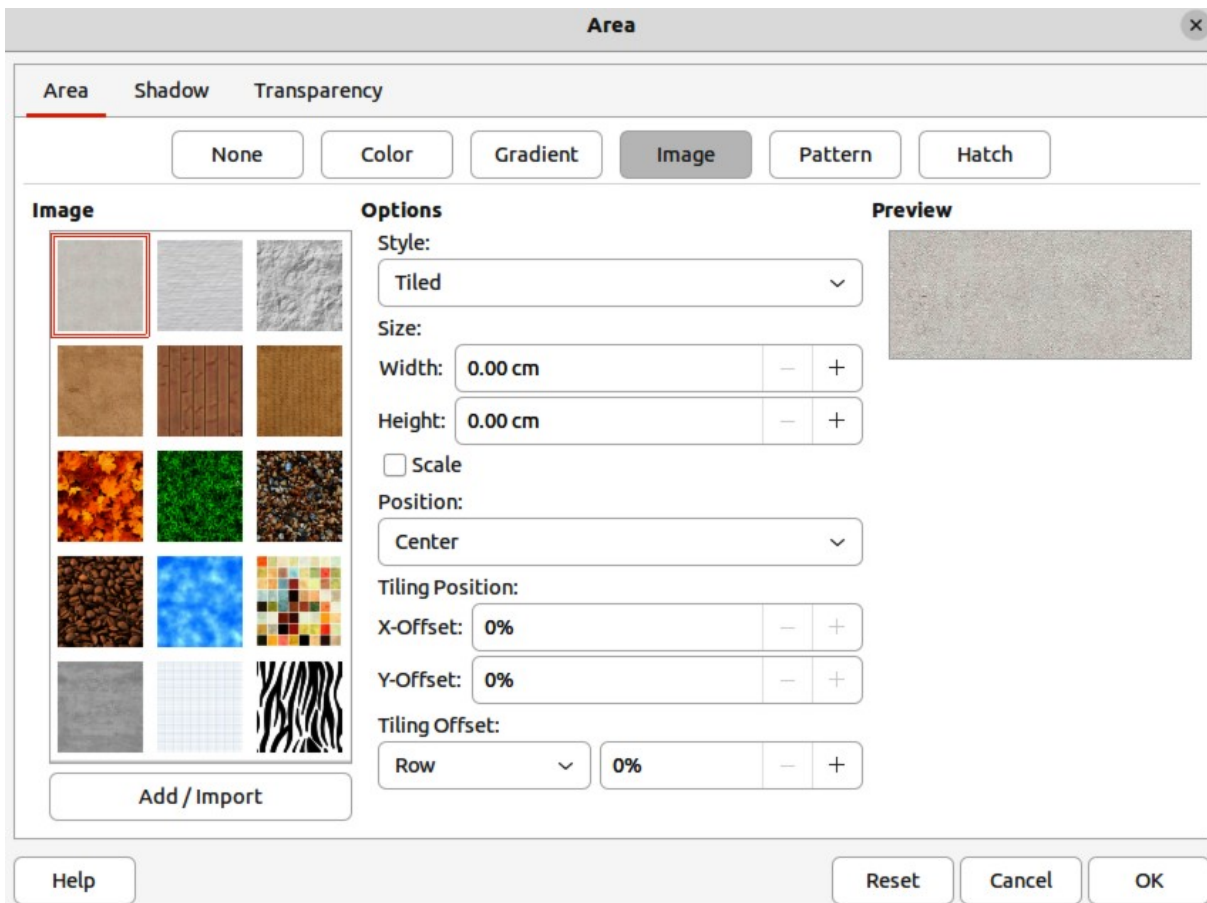 Area
Area Shadow Transparency
None Color Gradient Image Pattern Hatch
Image
Options
Style:
Tiled
Size:
Width: 0.00 cm
Height: 0.00 cm
Scale
Position:
Center
Tiling Position:
X-Offset: 0%
Y-Offset: 0%
Tiling Offset:
Row 0%
Preview
Add / Import
Help Reset Cancel OK